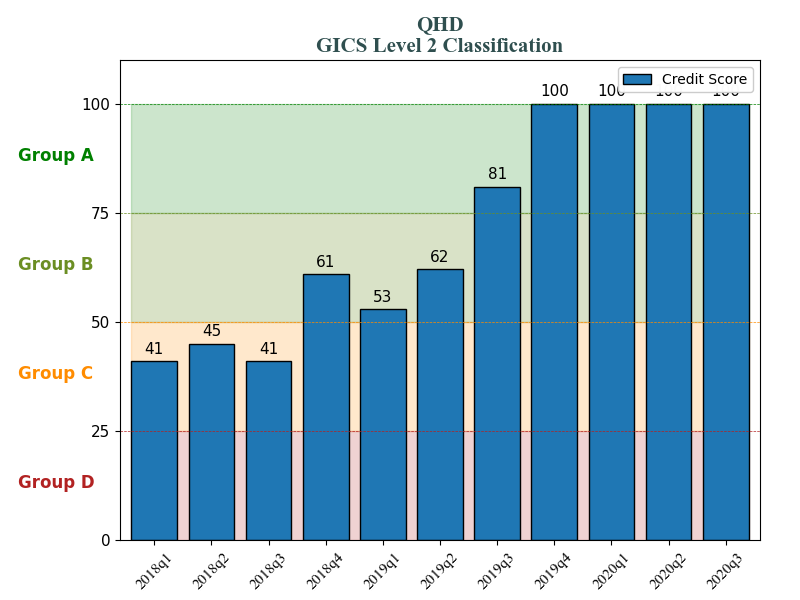 QHD
GICS Level 2 Classification
Credit Score
100
75
50
25
0
Group A
Group B
Group C
Group D
41
45
41
61
53
62
81
100
100
100
100
2018q1
2018q2
2018q3
2018q4
2019q1
2019q2
2019q3
2019q4
2020q1
2020q2
2020q3